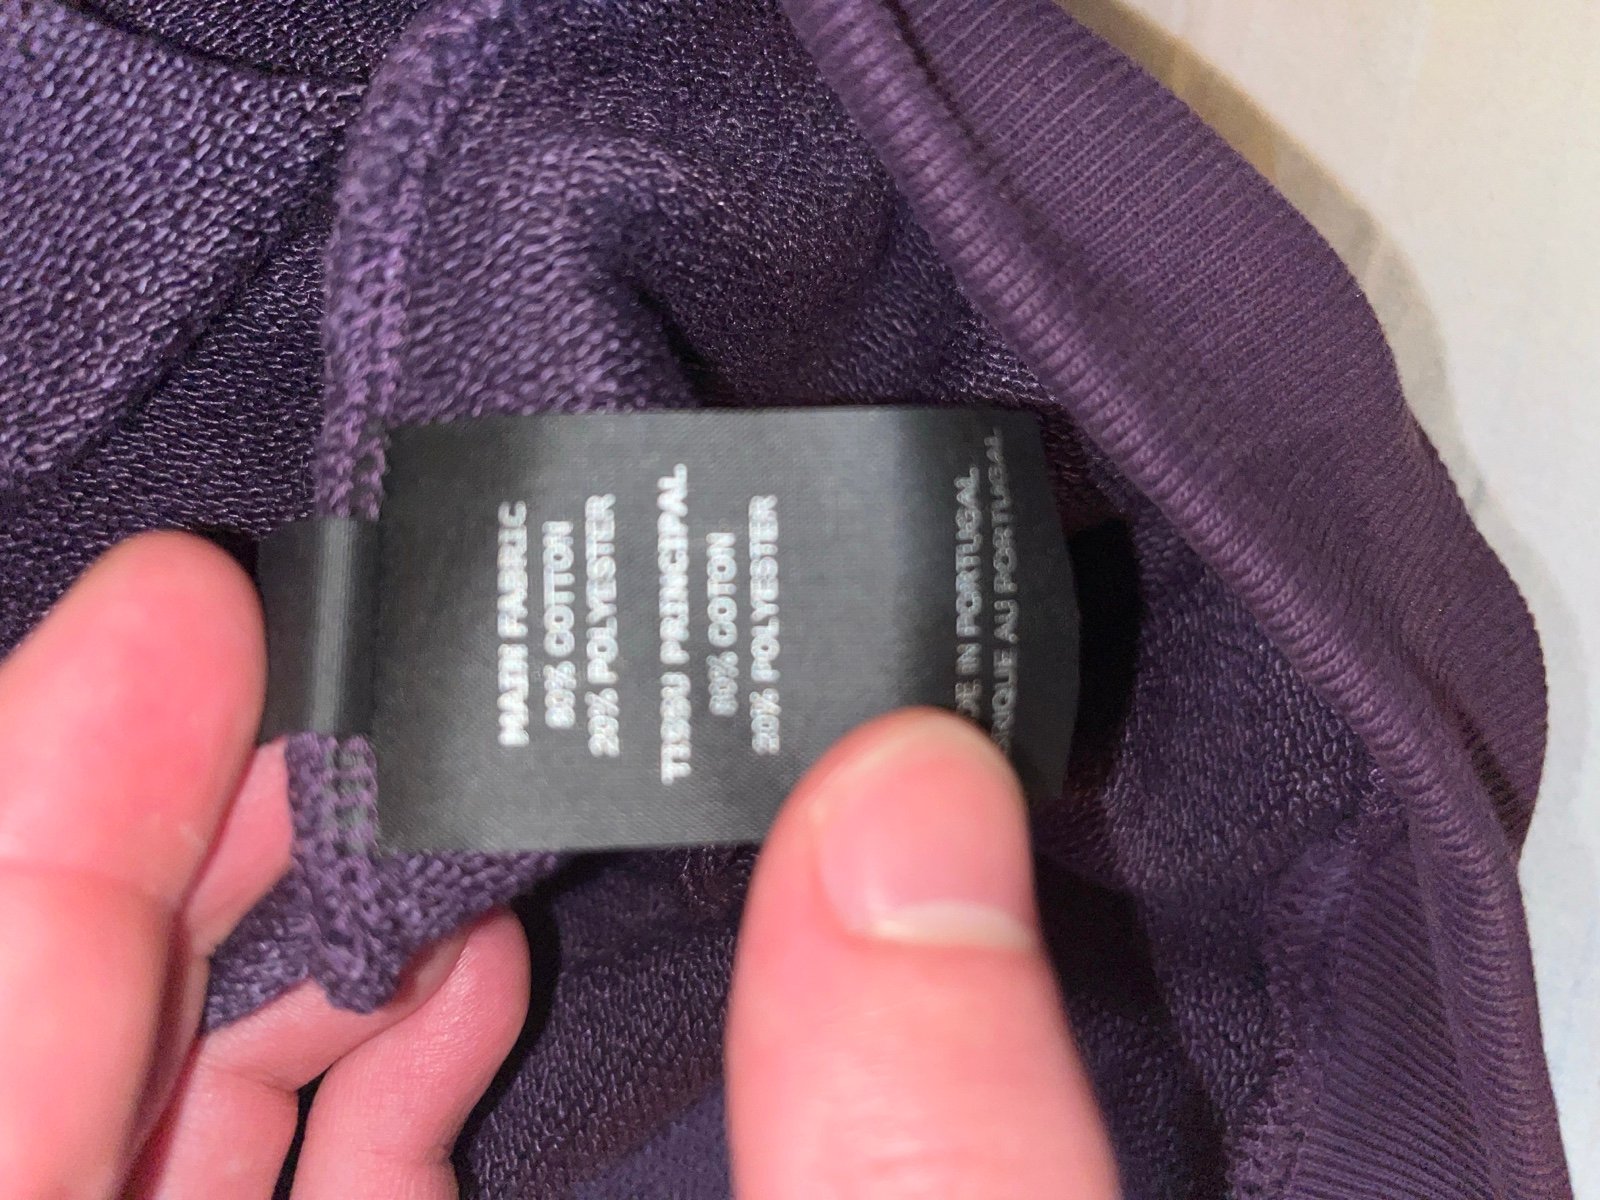 MAIN FABRIC
80% COTTON
20% POLYESTER
TISSU PRINCIPAL
80% COTON
20% POLYESTER
IN PORTUGAL
AU PORTUGAL